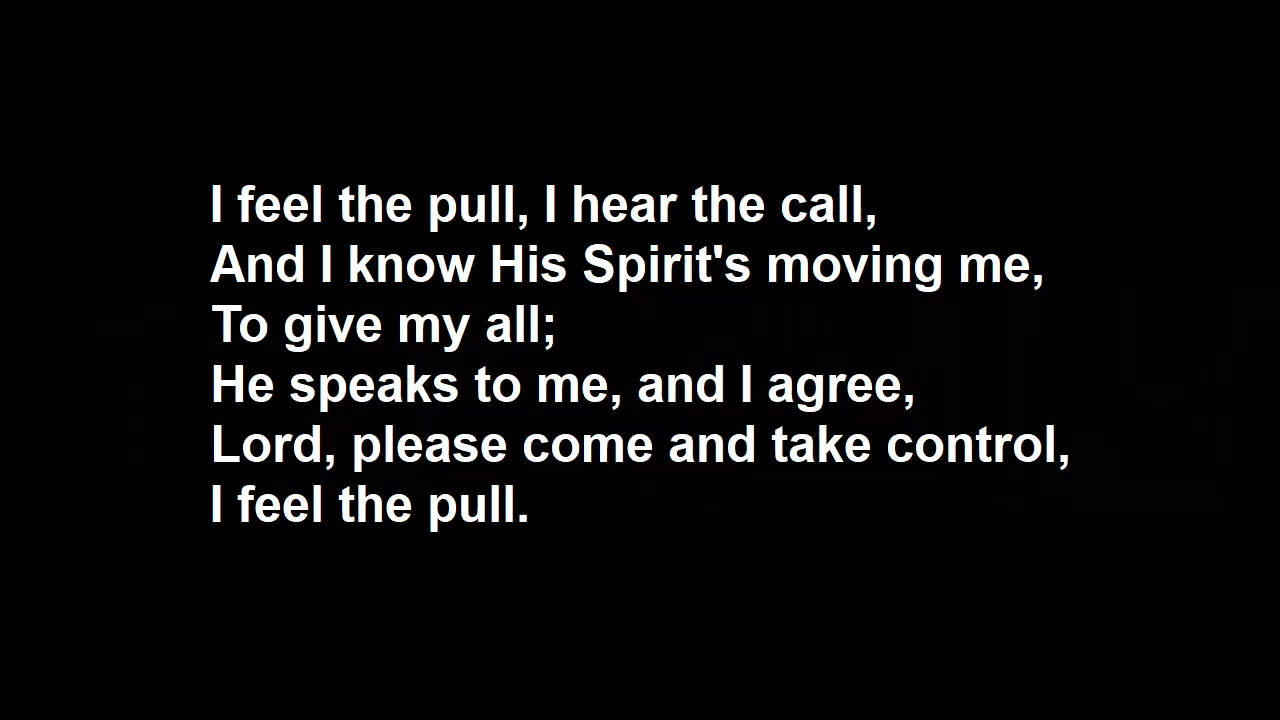 I feel the pull, I hear the call,
And I know His Spirit's moving me,
To give my all;
He speaks to me, and I agree,
Lord, please come and take control,
I feel the pull.